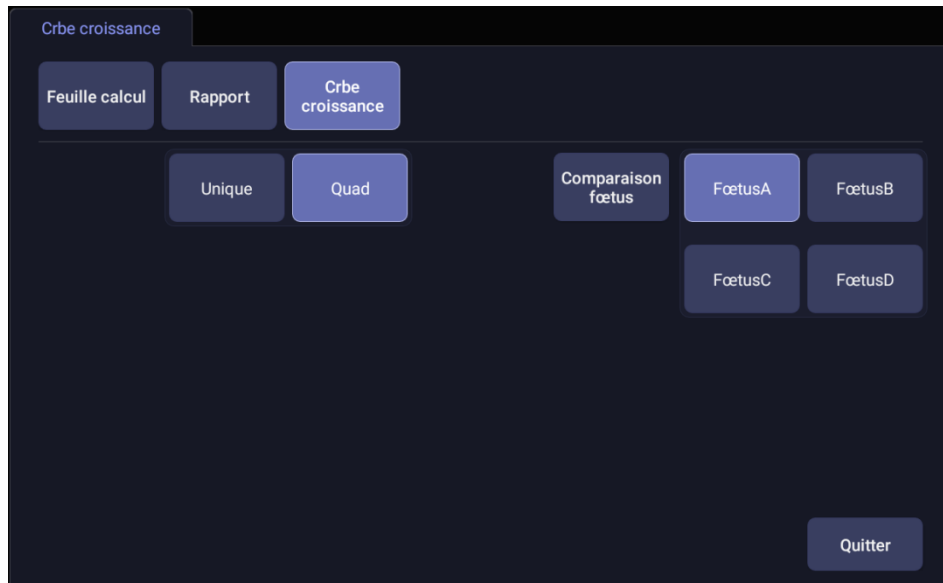 Crbe croissance
Feuille calcul
Rapport
Crbe
croissance
Unique
Quad
Comparaison
fœtus
FœtusA
FœtusB
FœtusC
FœtusD
Quitter